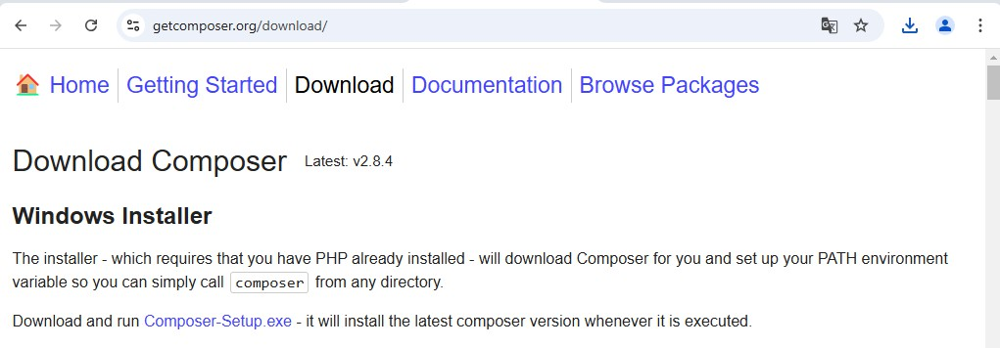 getcomposer.org/download/
Home Getting Started Download Documentation Browse Packages
Download Composer Latest: v2.8.4
Windows Installer
The installer - which requires that you have PHP already installed - will download Composer for you and set up your PATH environment
variable so you can simply call composer from any directory.
Download and run Composer-Setup.exe - it will install the latest composer version whenever it is executed.